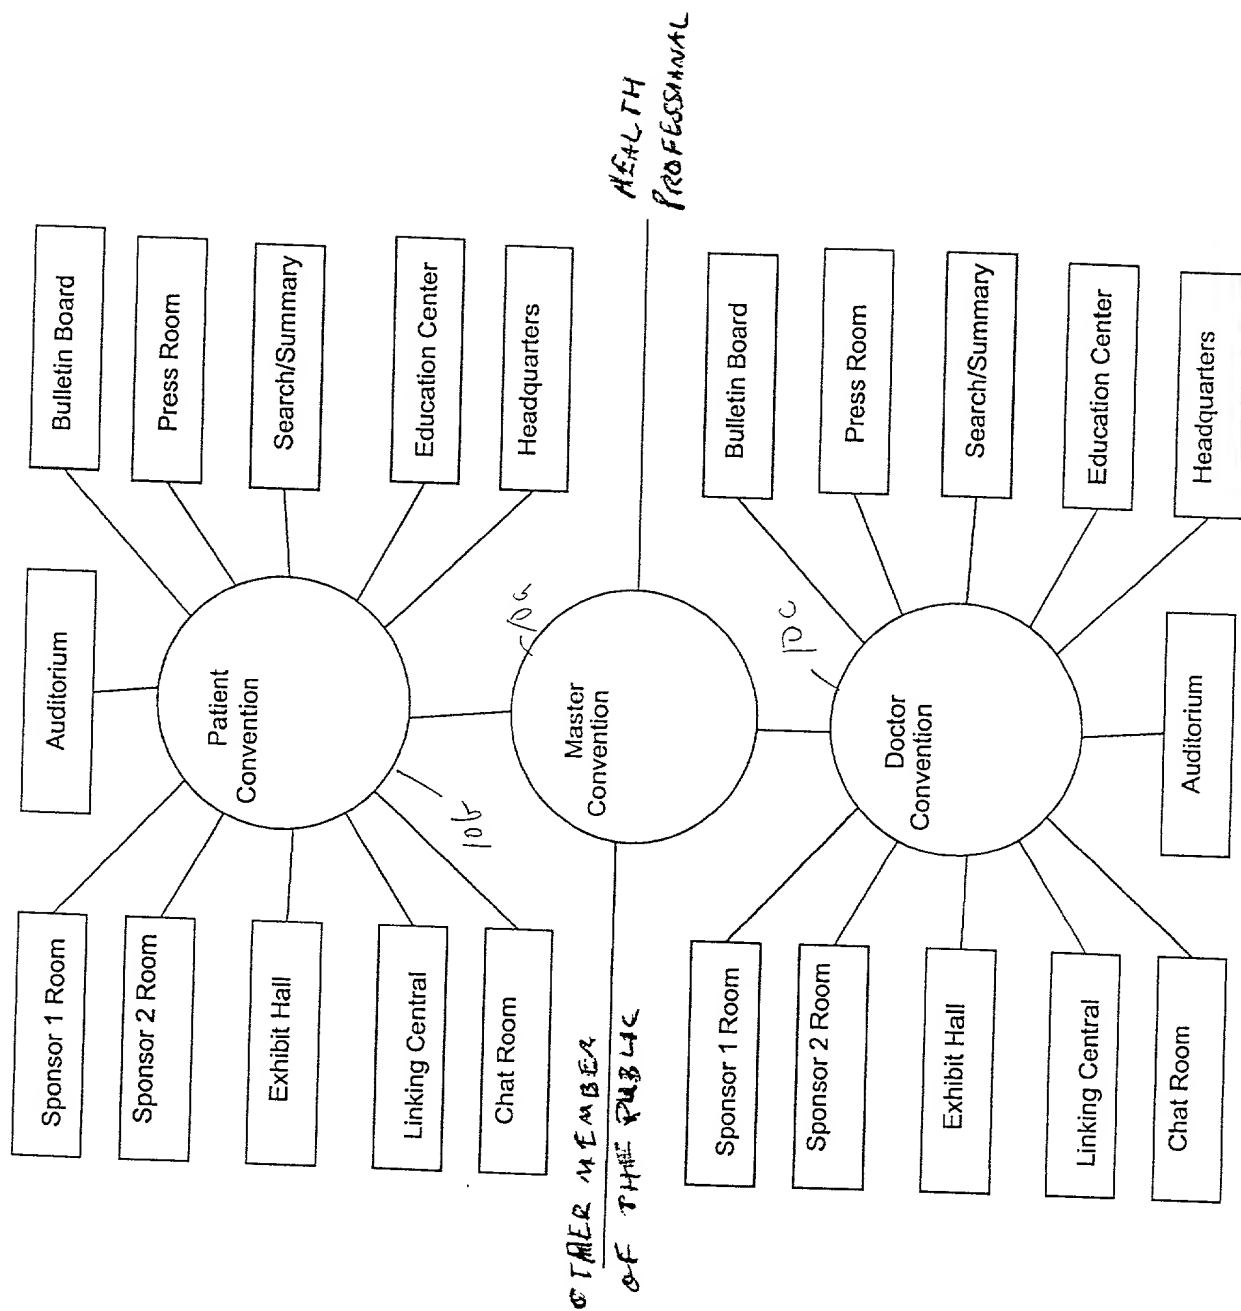 Sponsor 1 Room
Auditorium
Bulletin Board
Sponsor 2 Room
Press Room
Patient
Convention
Exhibit Hall
Search/Summary
Linking Central
Education Center
10b
Chat Room
Headquarters
10a
OTHER MEMBER
OF THE PUBLIC
Master
Convention
HEALTH
PROFESSIONAL
Sponsor 1 Room
Bulletin Board
10c
Sponsor 2 Room
Press Room
Doctor
Convention
Exhibit Hall
Search/Summary
Linking Central
Education Center
Chat Room
Auditorium
Headquarters